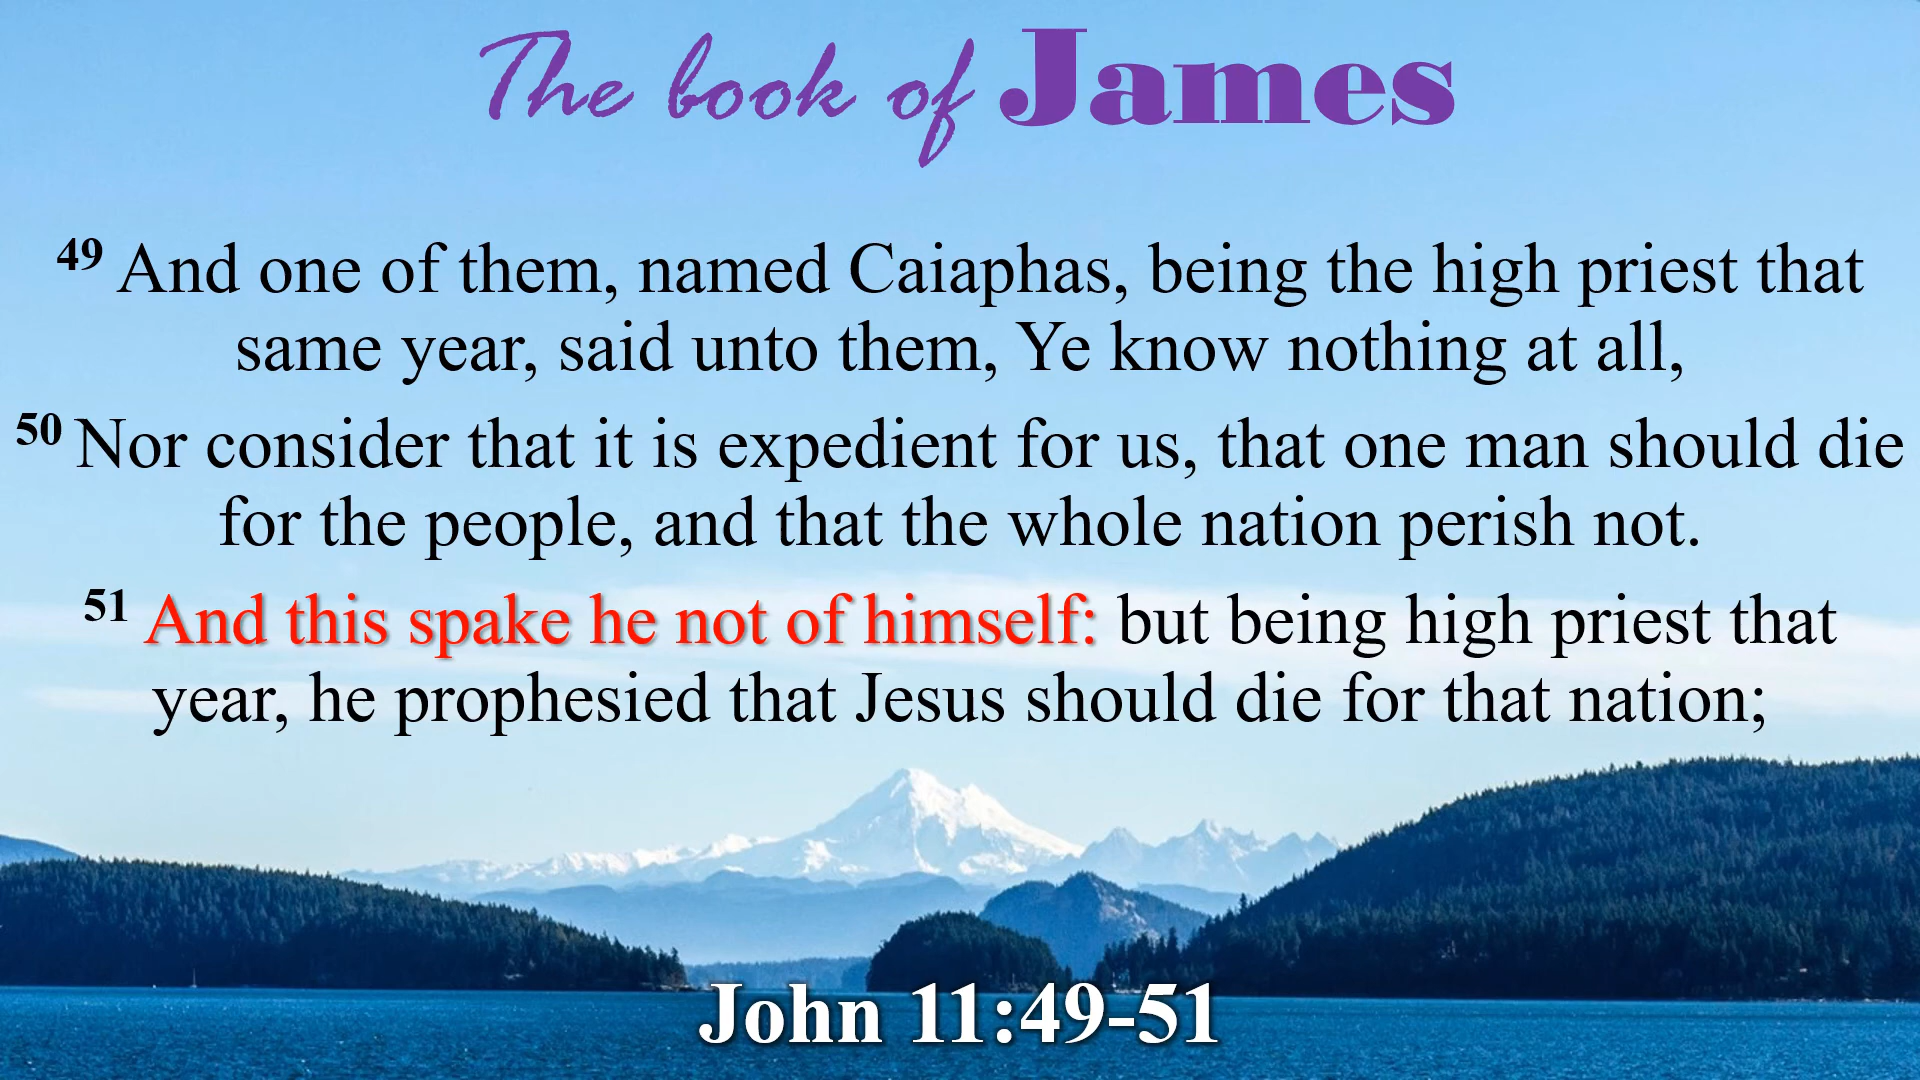 The book of James
49 And one of them, named Caiaphas, being the high priest that
same year, said unto them, Ye know nothing at all,
50 Nor consider that it is expedient for us, that one man should die
for the people, and that the whole nation perish not.
51 And this spake he not of himself: but being high priest that
year, he prophesied that Jesus should die for that nation;
John 11:49-51